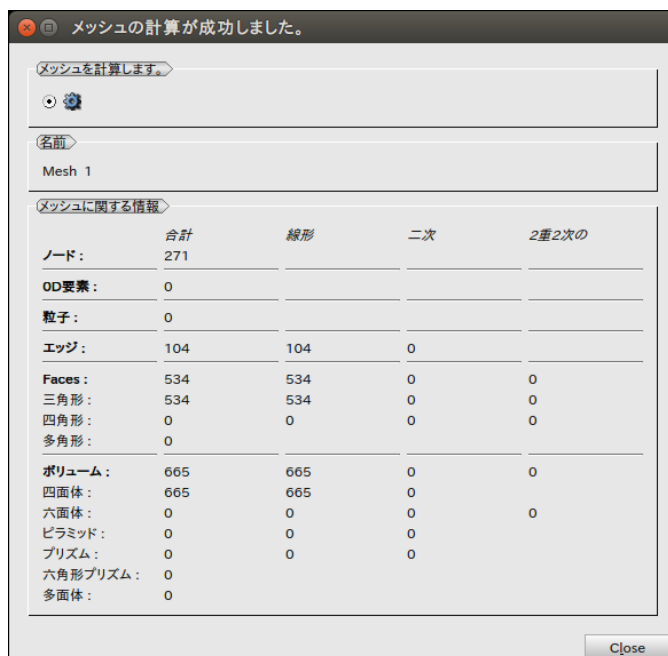 メッシュの計算が成功しました。
メッシュを計算します。
名前
Mesh 1
メッシュに関する情報
合計 線形 二次 2重2次の
ノード : 271
0D要素 : 0
粒子 : 0
エッジ : 104 104 0
Faces : 534 534 0 0
三角形 : 534 534 0 0
四角形 : 0 0 0 0
多角形 : 0
ボリューム : 665 665 0 0
四面体 : 665 665 0
六面体 : 0 0 0 0
ピラミッド : 0 0 0
プリズム : 0 0 0
六角形プリズム : 0
多面体 : 0
Close